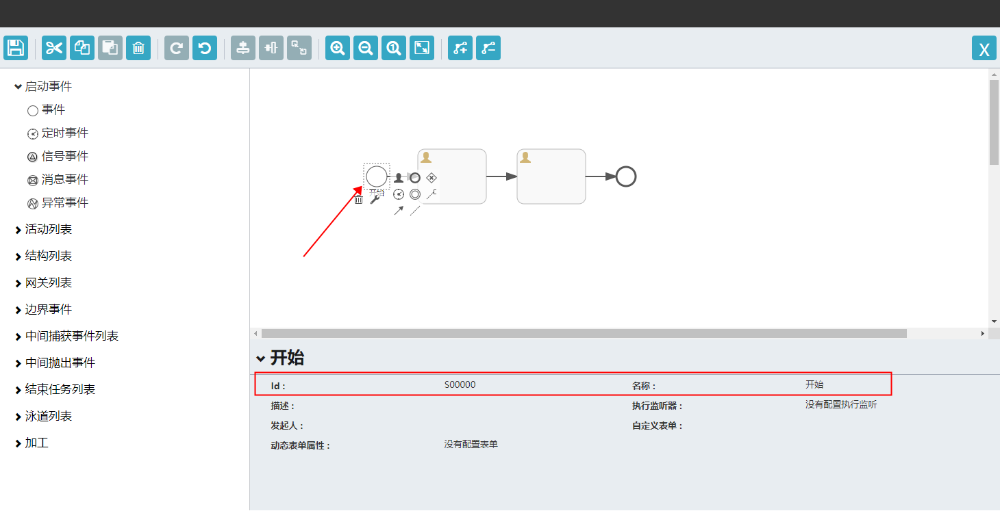 X
启动事件
事件
定时事件
信号事件
消息事件
异常事件
活动列表
结构列表
网关列表
边界事件
中间捕获事件列表
中间抛出事件
结束任务列表
泳道列表
加工
开始
开始
Id : S00000 名称 : 开始
描述 : 执行监听器 : 没有配置执行监听
发起人 : 自定义表单 :
动态表单属性 : 没有配置表单